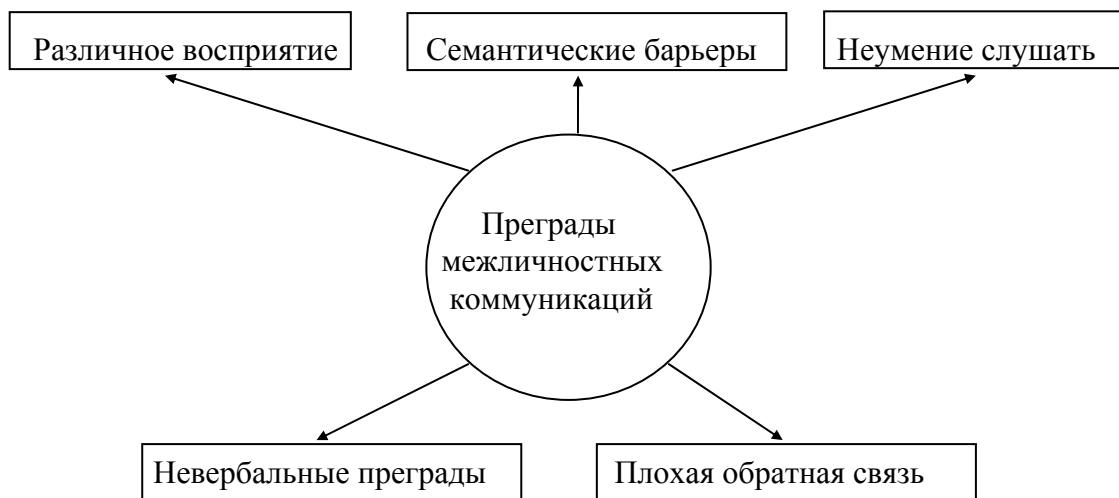 Различное восприятие
Семантические барьеры
Неумение слушать
Преграды
межличностных
коммуникаций
Невербальные преграды
Плохая обратная связь